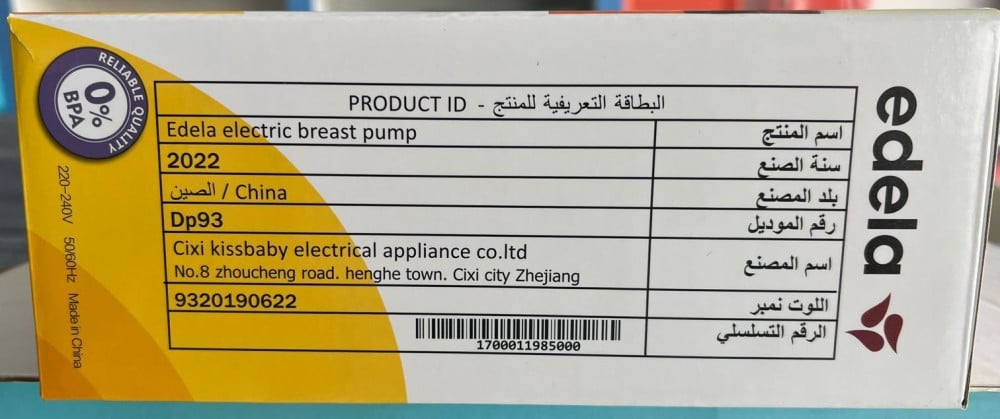 RELIABLE QUALITY
0%
BPA
220-240V 50/60Hz Made in China
PRODUCT ID - البطاقة التعريفية للمنتج
Edela electric breast pump اسم المنتج
2022 سنة الصنع
الصين / China بلد المصنع
Dp93 رقم الموديل
Cixi kissbaby electrical appliance co.ltd اسم المصنع
No.8 zhoucheng road. henghe town. Cixi city Zhejiang
9320190622 اللوت نمبر
الرقم التسلسلي
1700011985000
edela